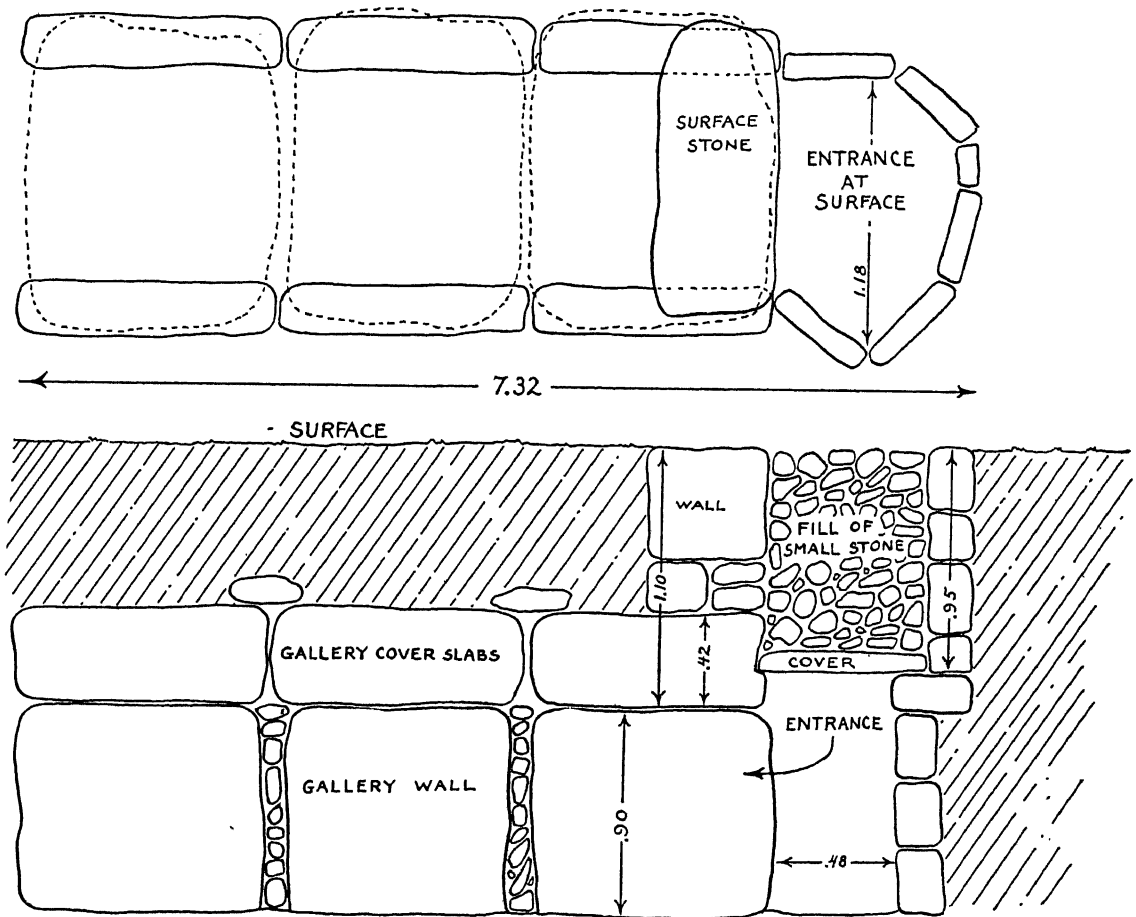 SURFACE
STONE
ENTRANCE
AT
SURFACE
1.18
7.32
- SURFACE
WALL
FILL OF
SMALL STONE
1.10
.95
.42
GALLERY COVER SLABS
COVER
ENTRANCE
GALLERY WALL
.90
.48